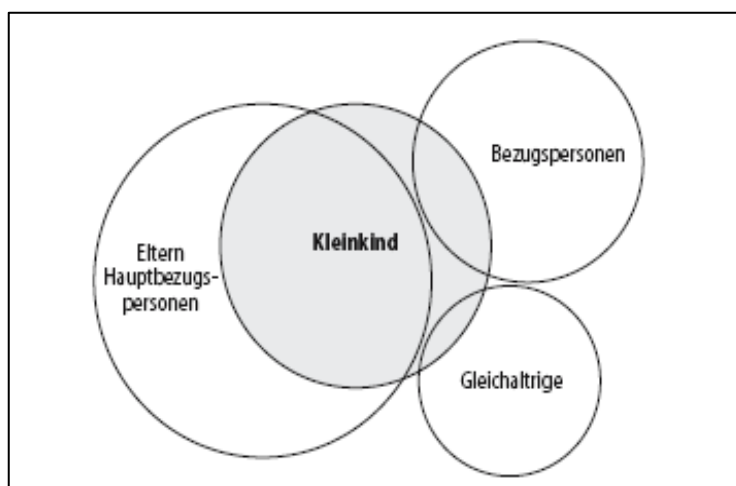 Bezugspersonen
Kleinkind
Eltern
Hauptbezugs-
personen
Gleichaltrige